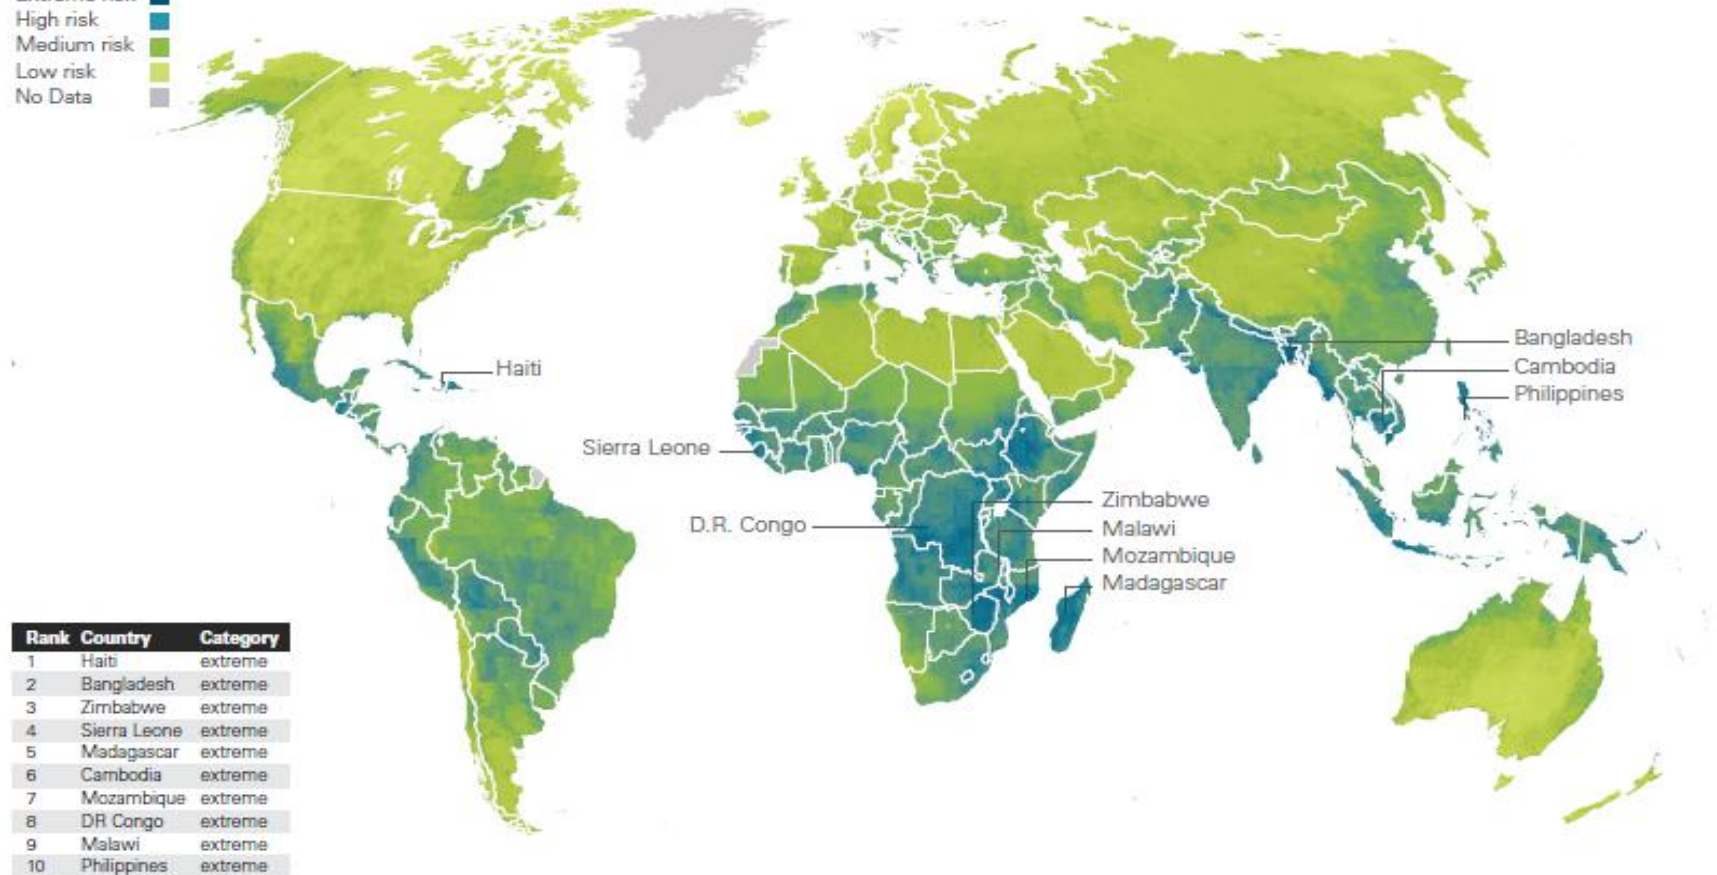 High risk
Medium risk
Low risk
No Data
Haiti
Sierra Leone
D.R. Congo
Zimbabwe
Malawi
Mozambique
Madagascar
Bangladesh
Cambodia
Philippines
Rank Country Category
1 Haiti extreme
2 Bangladesh extreme
3 Zimbabwe extreme
4 Sierra Leone extreme
5 Madagascar extreme
6 Cambodia extreme
7 Mozambique extreme
8 DR Congo extreme
9 Malawi extreme
10 Philippines extreme